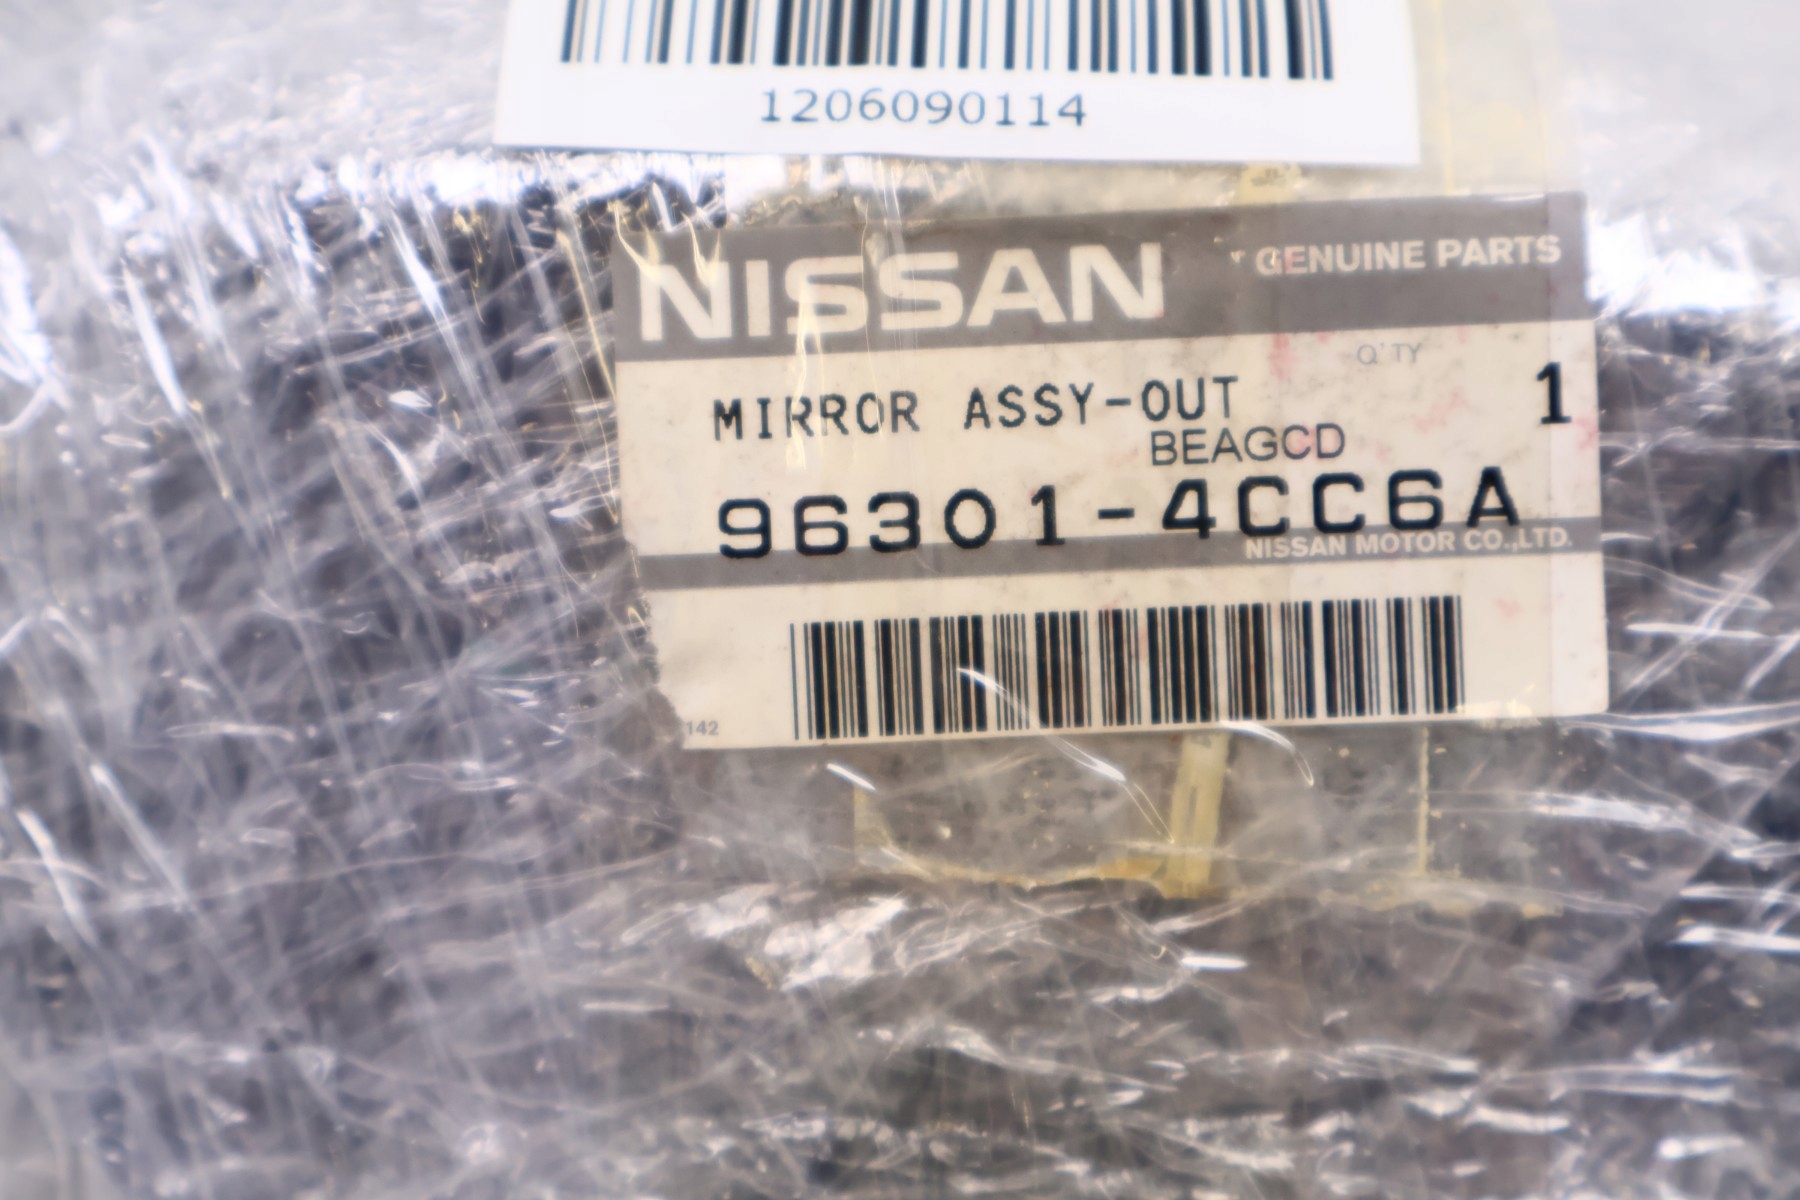 1206090114
NISSAN GENUINE PARTS
Q'TY
MIRROR ASSY-OUT 1
BEAGCD
96301-4CC6A
NISSAN MOTOR CO.,LTD.
142